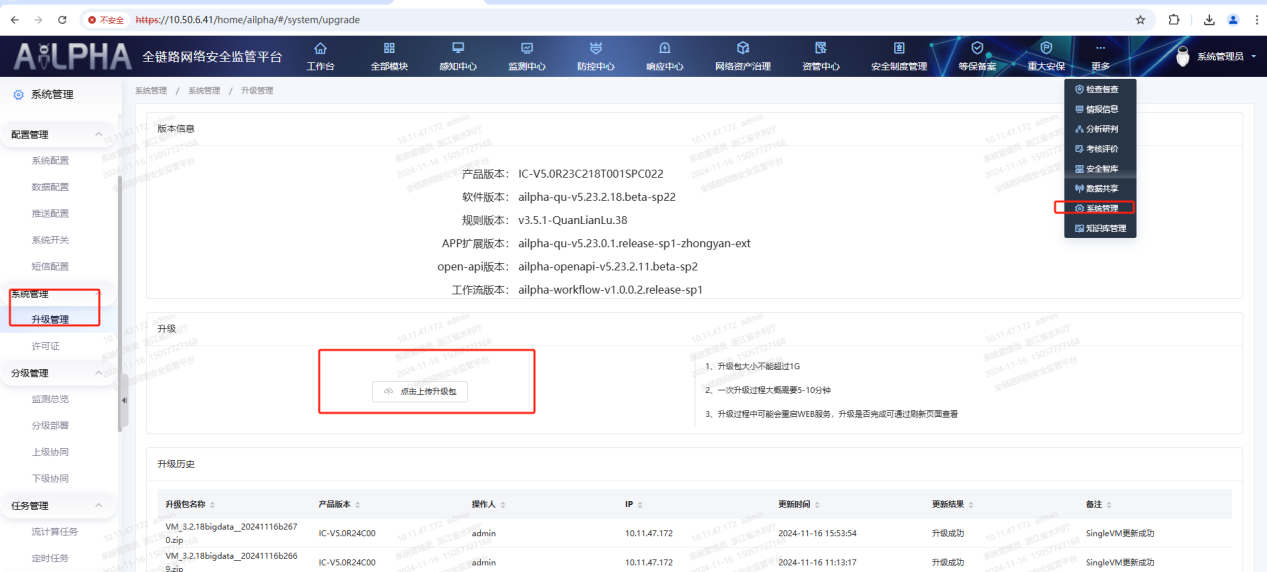 不安全 https://10.50.6.41/home/ailpha/#/system/upgrade
AiLPHA 全链路网络安全监管平台 工作台 全部模块 感知中心 监测中心 防控中心 响应中心 网络资产治理 资管中心 安全制度管理 等保备案 重大安保 更多 系统管理员
检查督查
情报信息
分析研判
考核评价
安全智库
数据共享
系统管理
知识库管理
系统管理
配置管理
系统配置
数据配置
推送配置
系统开关
短信配置
系统管理
升级管理
许可证
分级管理
监测总览
分级部署
上级协同
下级协同
任务管理
流计算任务
定时任务
系统管理 / 系统管理 / 升级管理
版本信息
产品版本： IC-V5.0R23C218T001SPC022
软件版本： ailpha-qu-v5.23.2.18.beta-sp22
规则版本： v3.5.1-QuanLianLu.38
APP扩展版本： ailpha-qu-v5.23.0.1.release-sp1-zhongyan-ext
open-api版本： ailpha-openapi-v5.23.2.11.beta-sp2
工作流版本： ailpha-workflow-v1.0.0.2.release-sp1
升级
点击上传升级包
1、升级包大小不能超过1G
2、一次升级过程大概需要5-10分钟
3、升级过程中可能会重启WEB服务，升级是否完成可通过刷新页面查看
升级历史
升级包名称 产品版本 操作人 IP 更新时间 更新结果 备注
VM_3.2.18bigdata__20241116b2670.zip IC-V5.0R24C00 admin 10.11.47.172 2024-11-16 15:53:54 升级成功 SingleVM更新成功
VM_3.2.18bigdata__20241116b2669.zip IC-V5.0R24C00 admin 10.11.47.172 2024-11-16 11:13:17 升级成功 SingleVM更新成功
10.11.47.172 admin
系统管理员 浙江省水利厅
2024-11-16 15057727168
全链路网络安全监管平台